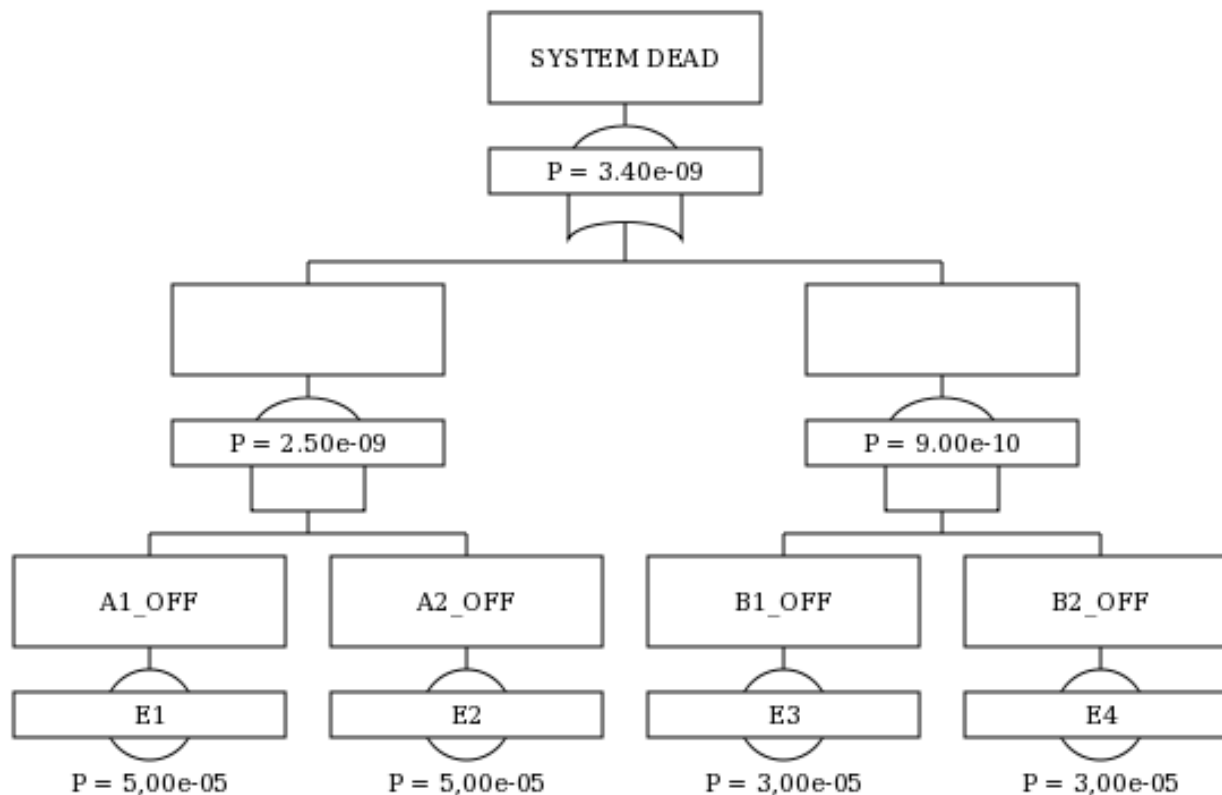 SYSTEM DEAD
P = 3.40e-09
P = 2.50e-09
P = 9.00e-10
A1_OFF
A2_OFF
B1_OFF
B2_OFF
E1
E2
E3
E4
P = 5,00e-05
P = 5,00e-05
P = 3,00e-05
P = 3,00e-05